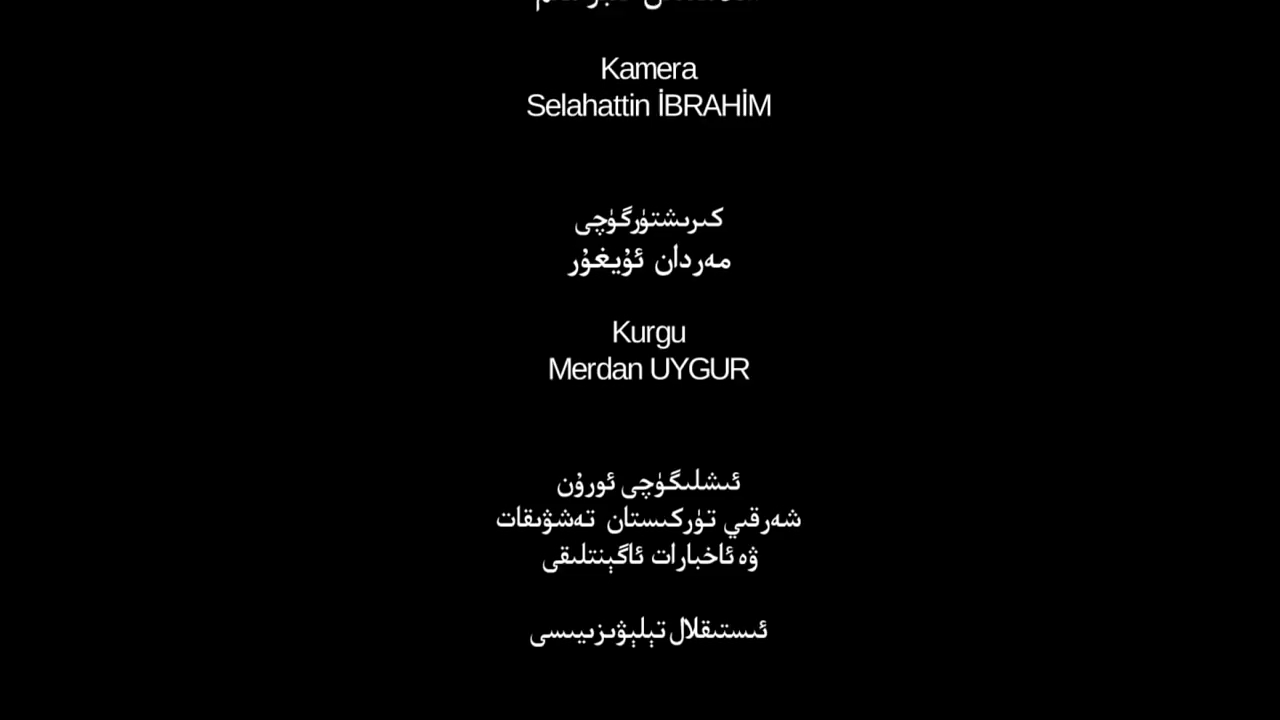 Kamera
Selahattin İBRAHİM
كىرىشتۈرگۈچى
مەردان ئۇيغۇر
Kurgu
Merdan UYGUR
ئىشلىگۈچى ئورۇن
شەرقىي تۈركىستان تەشۋىقات
ۋە ئاخبارات ئاگېنتلىقى
ئىستىقلال تېلېۋىزىيىسى